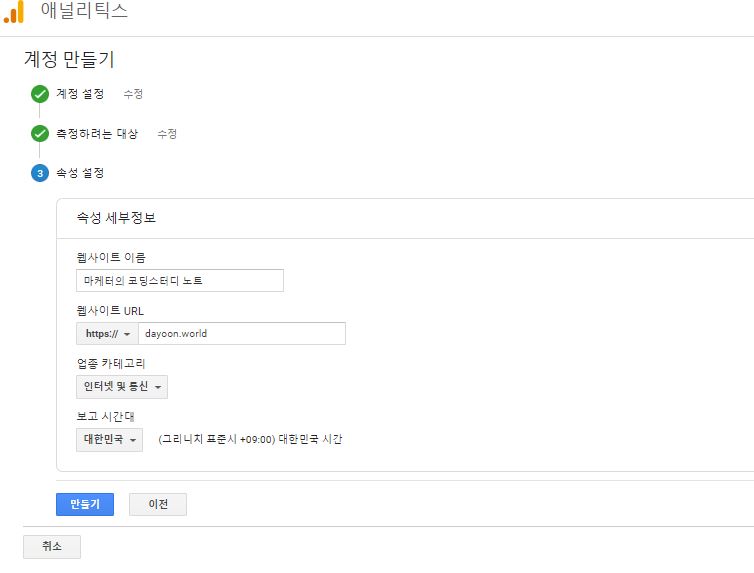 애널리틱스
계정 만들기
계정 설정 수정
측정하려는 대상 수정
3 속성 설정
속성 세부정보
웹사이트 이름
마케터의 코딩스터디 노트
웹사이트 URL
https:// dayoon.world
업종 카테고리
인터넷 및 통신
보고 시간대
대한민국 (그리니치 표준시 +09:00) 대한민국 시간
만들기 이전
취소